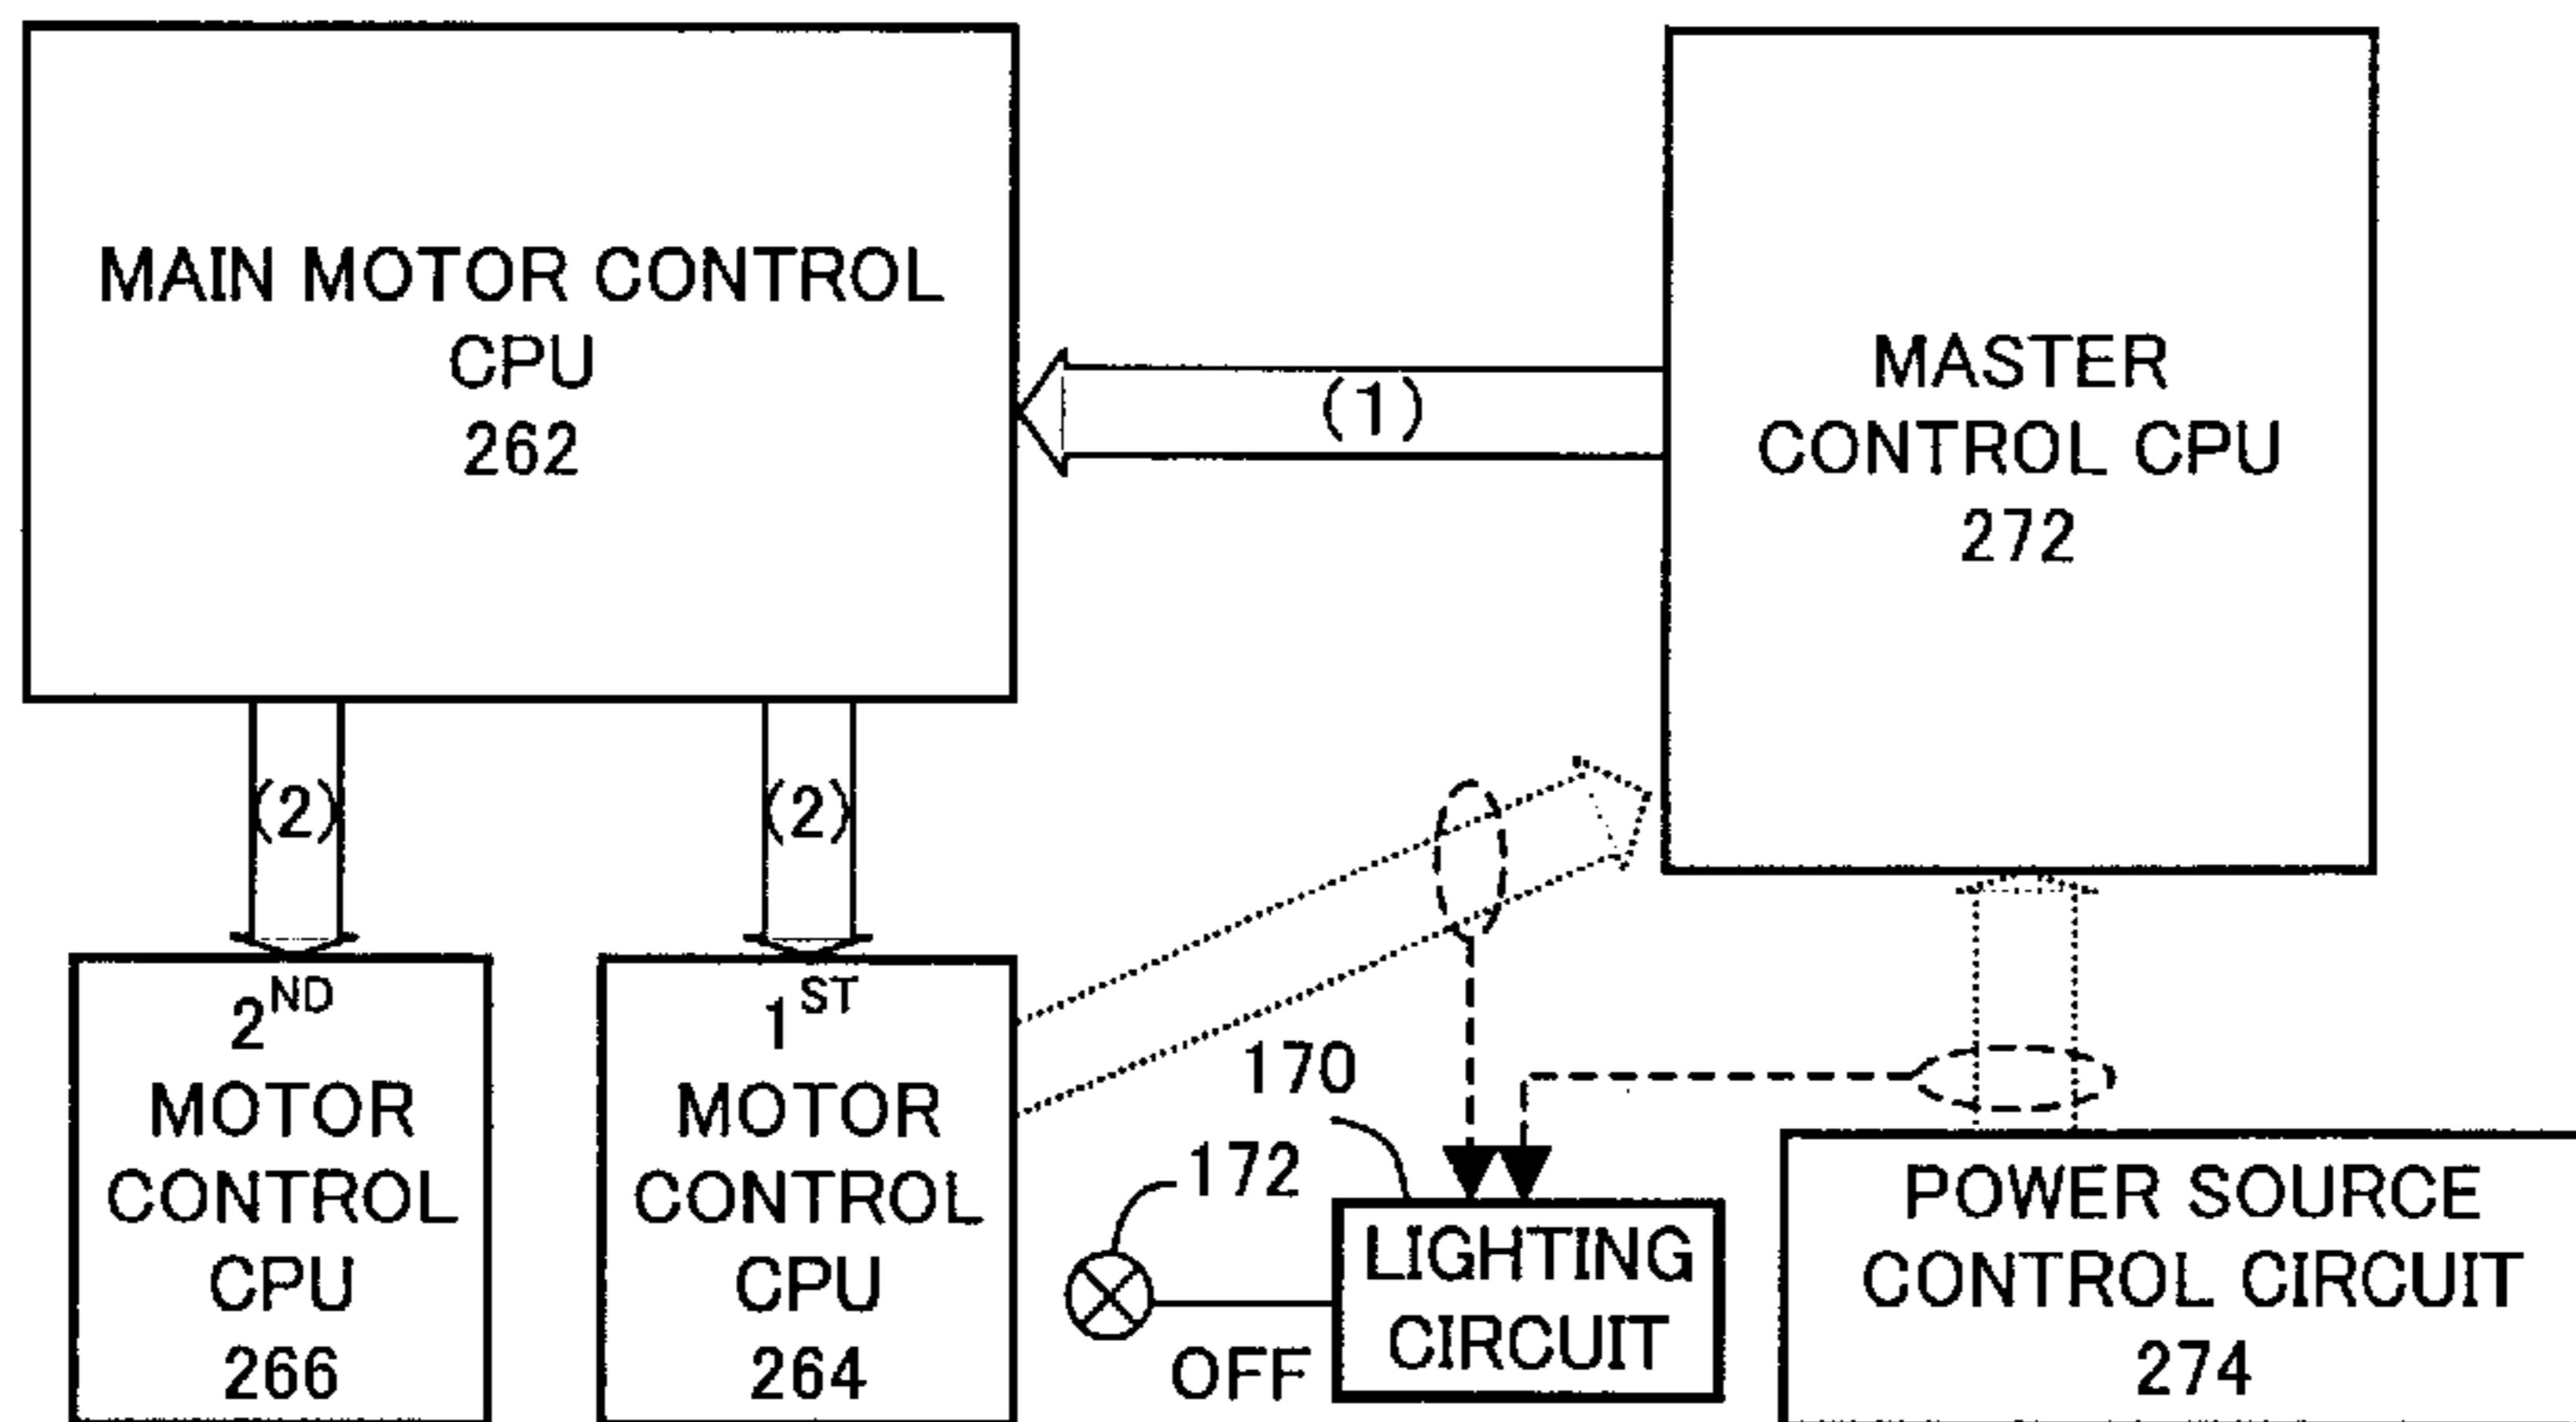 MAIN MOTOR CONTROL
CPU
262
MASTER
CONTROL CPU
272
(1)
(2)
(2)
2ND
MOTOR
CONTROL
CPU
266
1ST
MOTOR
CONTROL
CPU
264
170
172
OFF
LIGHTING
CIRCUIT
POWER SOURCE
CONTROL CIRCUIT
274